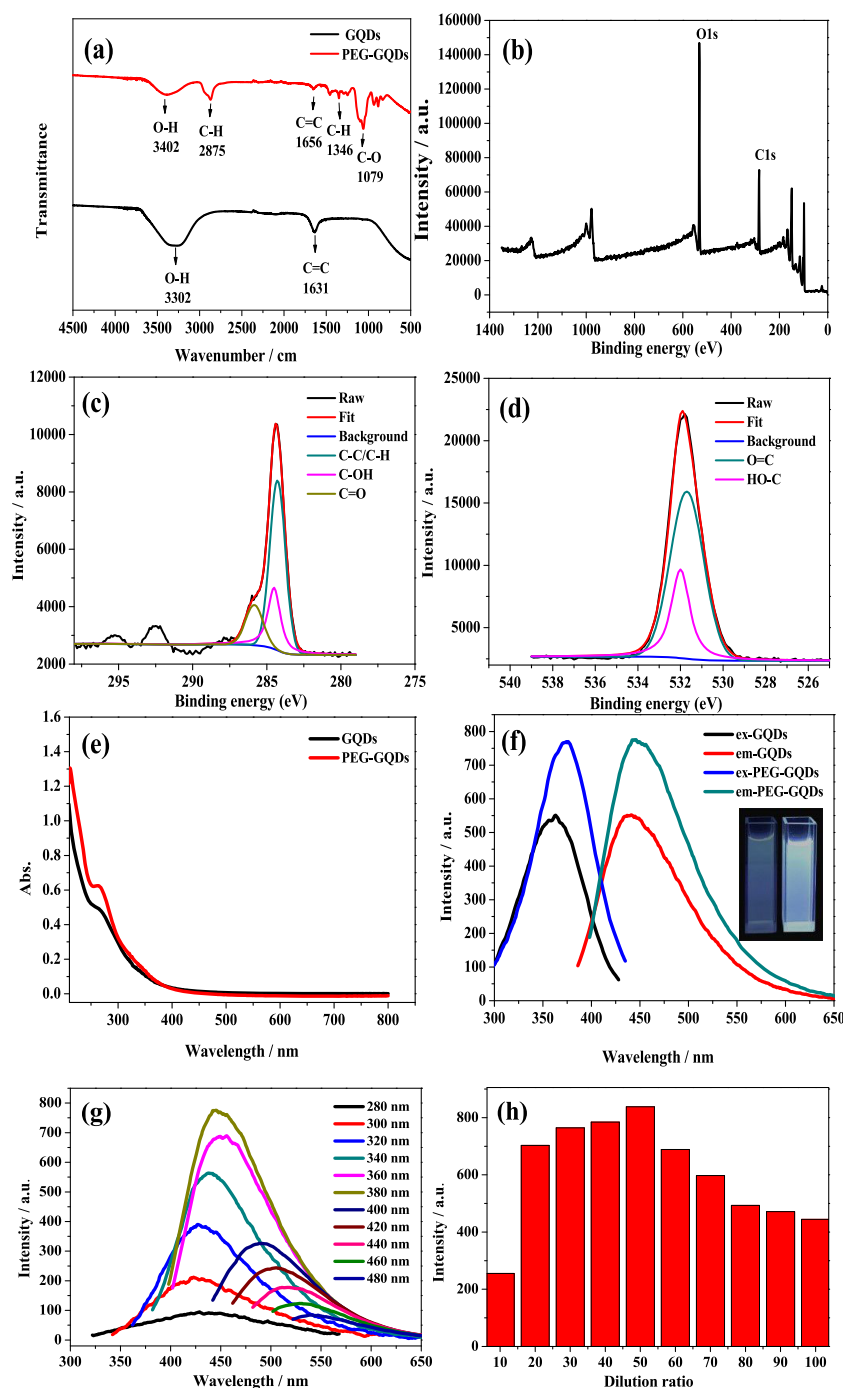 (a)
GQDs
PEG-GQDs
O-H
3402
C-H
2875
C=C
1656
C-H
1346
C-O
1079
O-H
3302
C=C
1631
Transmittance
4500 4000 3500 3000 2500 2000 1500 1000 500
Wavenumber / cm
(b)
O1s
C1s
Intensity / a.u.
160000
140000
120000
100000
80000
60000
40000
20000
0
1400 1200 1000 800 600 400 200 0
Binding energy (eV)
(c)
Raw
Fit
Background
C-C/C-H
C-OH
C=O
Intensity / a.u.
12000
10000
8000
6000
4000
2000
295 290 285 280 275
Binding energy (eV)
(d)
Raw
Fit
Background
O=C
HO-C
Intensity / a.u.
25000
20000
15000
10000
5000
540 538 536 534 532 530 528 526
Binding energy (eV)
(e)
GQDs
PEG-GQDs
Abs.
1.6
1.4
1.2
1.0
0.8
0.6
0.4
0.2
0.0
300 400 500 600 700 800
Wavelength / nm
(f)
ex-GQDs
em-GQDs
ex-PEG-GQDs
em-PEG-GQDs
Intensity / a.u.
800
700
600
500
400
300
200
100
0
300 350 400 450 500 550 600 650
Wavelength / nm
(g)
280 nm
300 nm
320 nm
340 nm
360 nm
380 nm
400 nm
420 nm
440 nm
460 nm
480 nm
Intensity / a.u.
800
700
600
500
400
300
200
100
0
300 350 400 450 500 550 600 650
Wavelength / nm
(h)
Intensity / a.u.
800
600
400
200
0
10 20 30 40 50 60 70 80 90 100
Dilution ratio